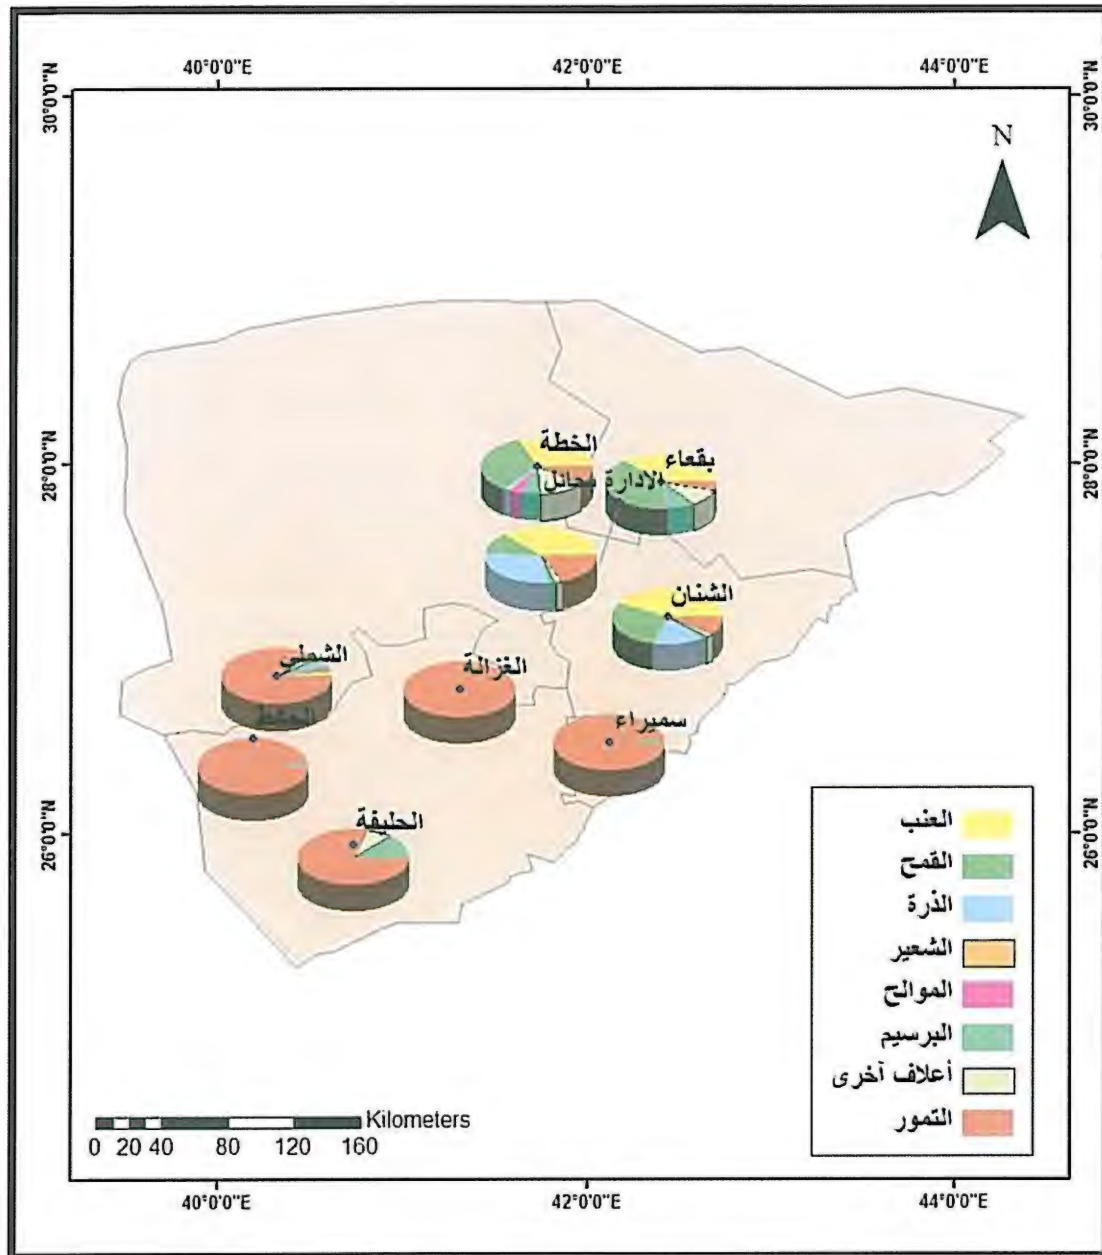 40°0'0"E 42°0'0"E 44°0'0"E
30°0'0"N 30°0'0"N
N
28°0'0"N 28°0'0"N
الخطة
بقعاء
الادارة بحائل
الشنان
الشملي
الغزالة
سميراء
الحليفة
26°0'0"N 26°0'0"N
العنب
القمح
الذرة
الشعير
الموالح
البرسيم
أعلاف آخرى
التمور
Kilometers
0 20 40 80 120 160
40°0'0"E 42°0'0"E 44°0'0"E